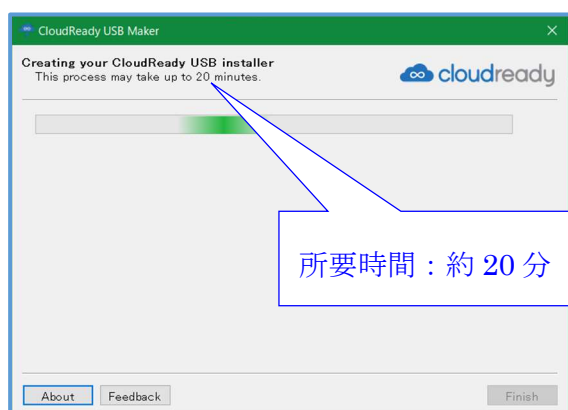 CloudReady USB Maker
Creating your CloudReady USB installer
This process may take up to 20 minutes.
cloudready
所要時間：約 20 分
About
Feedback
Finish